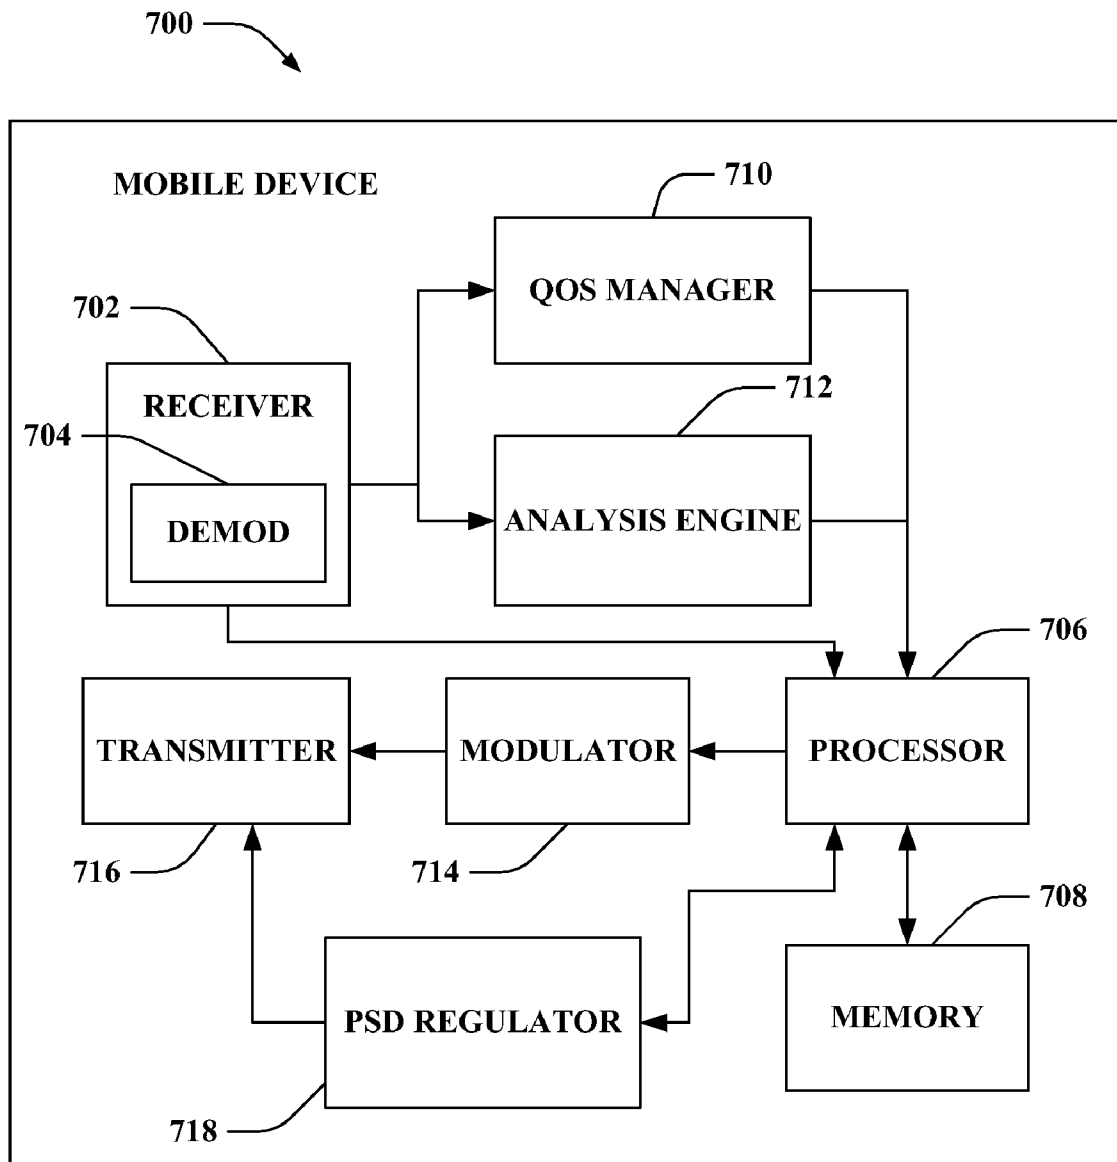 700
MOBILE DEVICE
710
QOS MANAGER
702
RECEIVER
712
704
ANALYSIS ENGINE
DEMOD
706
TRANSMITTER
MODULATOR
PROCESSOR
716
714
708
PSD REGULATOR
MEMORY
718